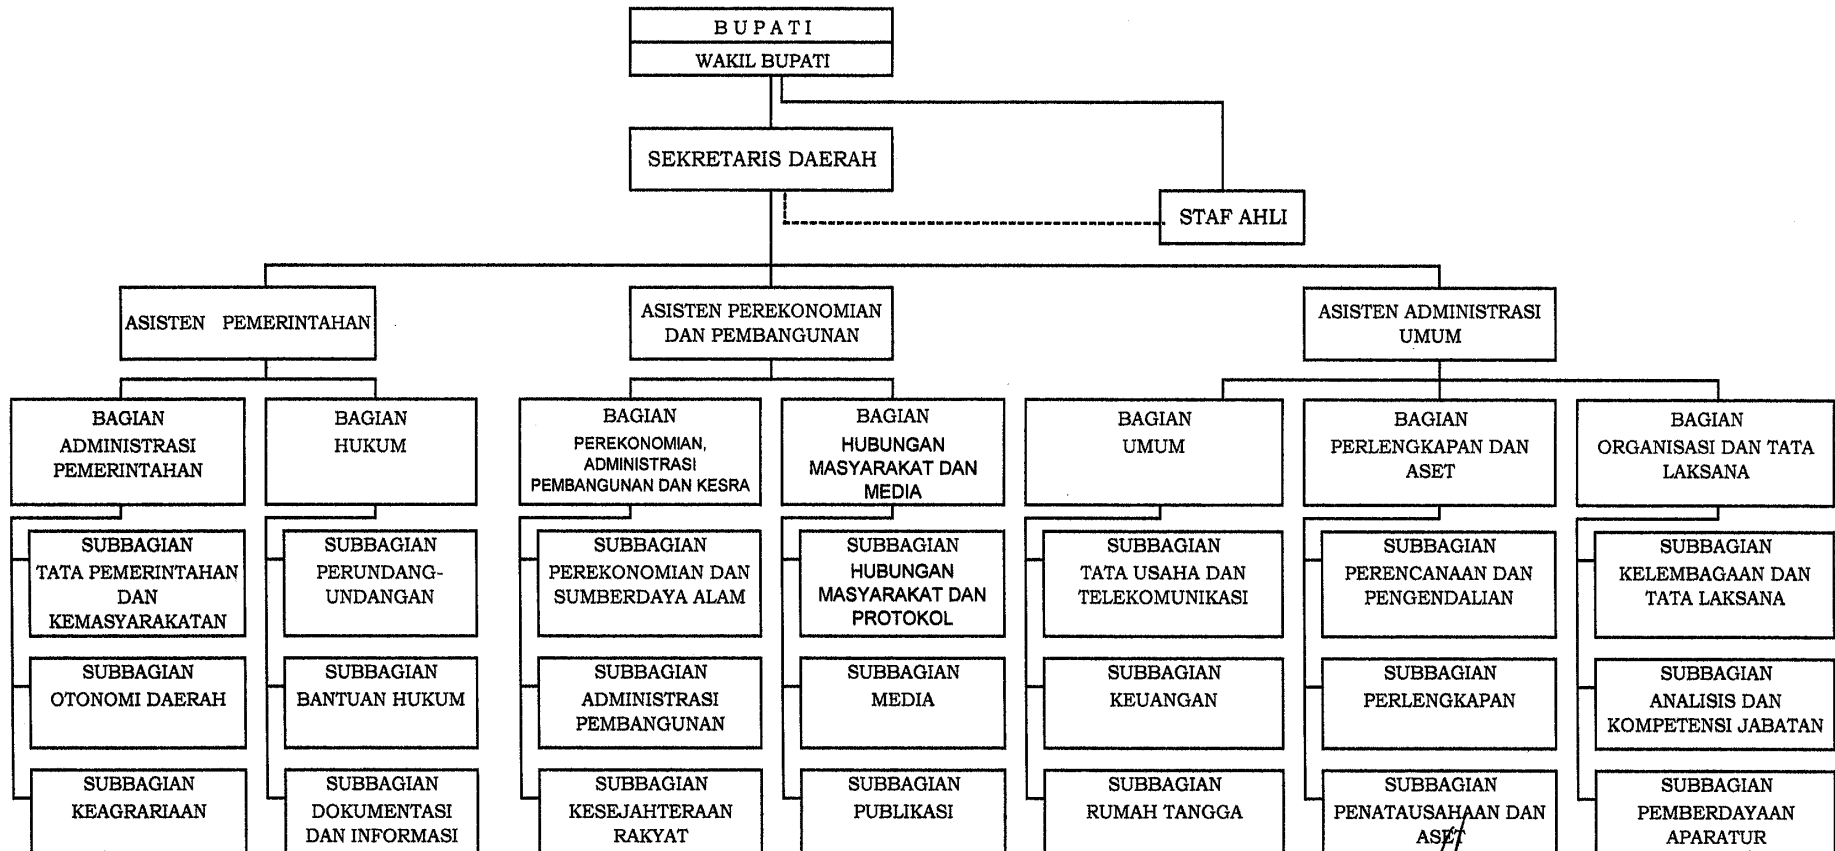 BUPATI
WAKIL BUPATI
SEKRETARIS DAERAH
STAF AHLI
ASISTEN PEMERINTAHAN
ASISTEN PEREKONOMIAN
DAN PEMBANGUNAN
ASISTEN ADMINISTRASI
UMUM
BAGIAN
ADMINISTRASI
PEMERINTAHAN
BAGIAN
HUKUM
BAGIAN
PEREKONOMIAN,
ADMINISTRASI
PEMBANGUNAN DAN KESRA
BAGIAN
HUBUNGAN
MASYARAKAT DAN
MEDIA
BAGIAN
UMUM
BAGIAN
PERLENGKAPAN DAN
ASET
BAGIAN
ORGANISASI DAN TATA
LAKSANA
SUBBAGIAN
TATA PEMERINTAHAN
DAN
KEMASYARAKATAN
SUBBAGIAN
PERUNDANG-
UNDANGAN
SUBBAGIAN
PEREKONOMIAN DAN
SUMBERDAYA ALAM
SUBBAGIAN
HUBUNGAN
MASYARAKAT DAN
PROTOKOL
SUBBAGIAN
TATA USAHA DAN
TELEKOMUNIKASI
SUBBAGIAN
PERENCANAAN DAN
PENGENDALIAN
SUBBAGIAN
KELEMBAGAAN DAN
TATA LAKSANA
SUBBAGIAN
OTONOMI DAERAH
SUBBAGIAN
BANTUAN HUKUM
SUBBAGIAN
ADMINISTRASI
PEMBANGUNAN
SUBBAGIAN
MEDIA
SUBBAGIAN
KEUANGAN
SUBBAGIAN
PERLENGKAPAN
SUBBAGIAN
ANALISIS DAN
KOMPETENSI JABATAN
SUBBAGIAN
KEAGRARIAAN
SUBBAGIAN
DOKUMENTASI
DAN INFORMASI
SUBBAGIAN
KESEJAHTERAAN
RAKYAT
SUBBAGIAN
PUBLIKASI
SUBBAGIAN
RUMAH TANGGA
SUBBAGIAN
PENATAUSAHAAN DAN
ASET
SUBBAGIAN
PEMBERDAYAAN
APARATUR